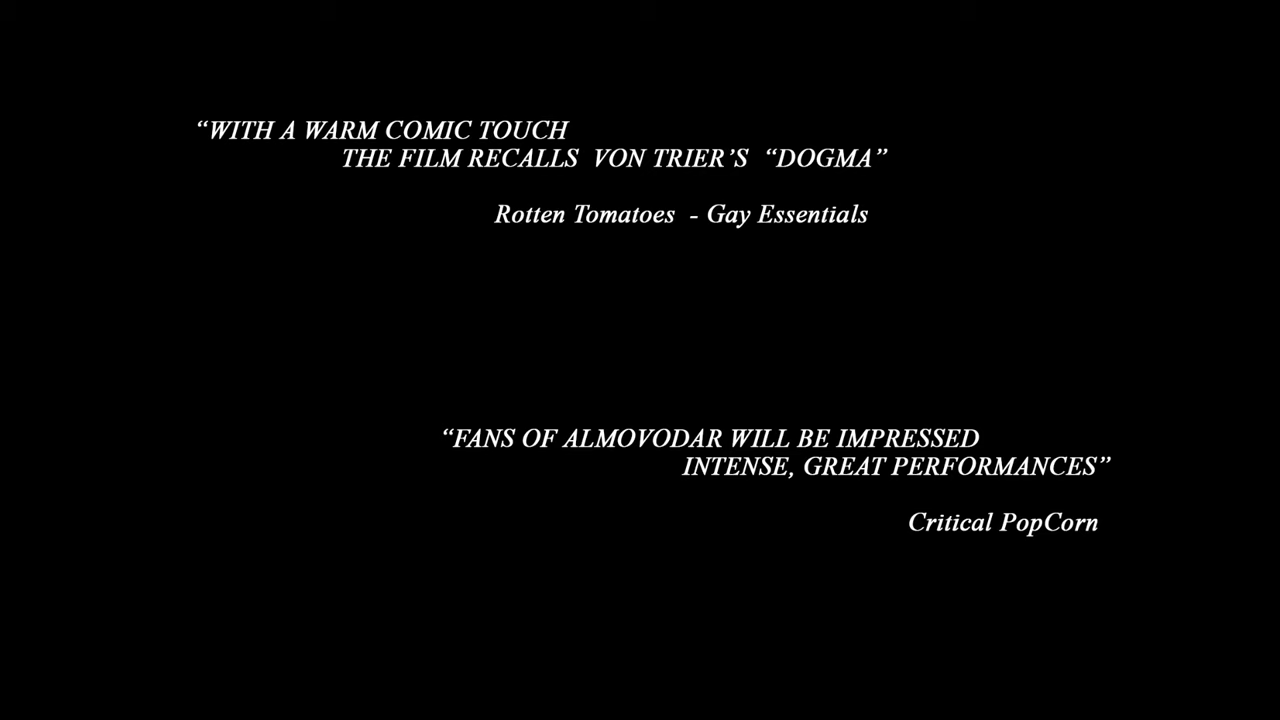 “WITH A WARM COMIC TOUCH
THE FILM RECALLS VON TRIER’S “DOGMA”
Rotten Tomatoes - Gay Essentials
“FANS OF ALMOVODAR WILL BE IMPRESSED
INTENSE, GREAT PERFORMANCES”
Critical PopCorn